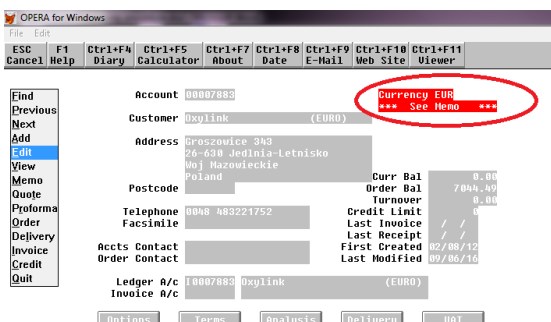 OPERA for Windows
File Edit
ESC F1 Ctrl+F4 Ctrl+F5 Ctrl+F7 Ctrl+F8 Ctrl+F9 Ctrl+F10 Ctrl+F11
Cancel Help Diary Calculator About Date E-Mail Web Site Viewer
Find
Previous
Next
Add
Edit
View
Memo
Quote
Proforma
Order
Delivery
Invoice
Credit
Quit
Account 00007883
Currency EUR
*** See Memo ***
Customer Oxylink (EURO)
Address Groszowice 343
26-630 Jedlnia-Letnisko
Woj Mazowieckie
Poland
Postcode
Curr Bal 0.00
Order Bal 7044.49
Turnover 0.00
Telephone 0048 483221752
Credit Limit 0
Facsimile
Last Invoice / /
Last Receipt / /
Accts Contact
First Created 02/08/12
Order Contact
Last Modified 09/06/16
Ledger A/c I0007883 Oxylink (EURO)
Invoice A/c
Options Terms Analysis Delivery VAT